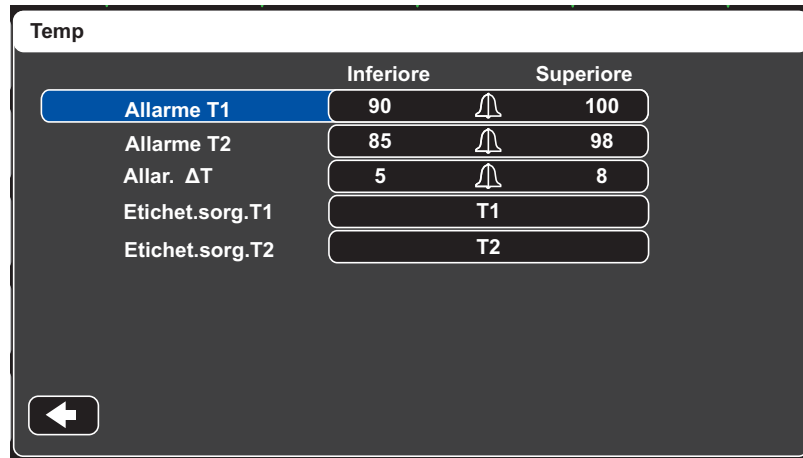 Temp
Inferiore Superiore
Allarme T1 90 100
Allarme T2 85 98
Allar. ΔT 5 8
Etichet.sorg.T1 T1
Etichet.sorg.T2 T2